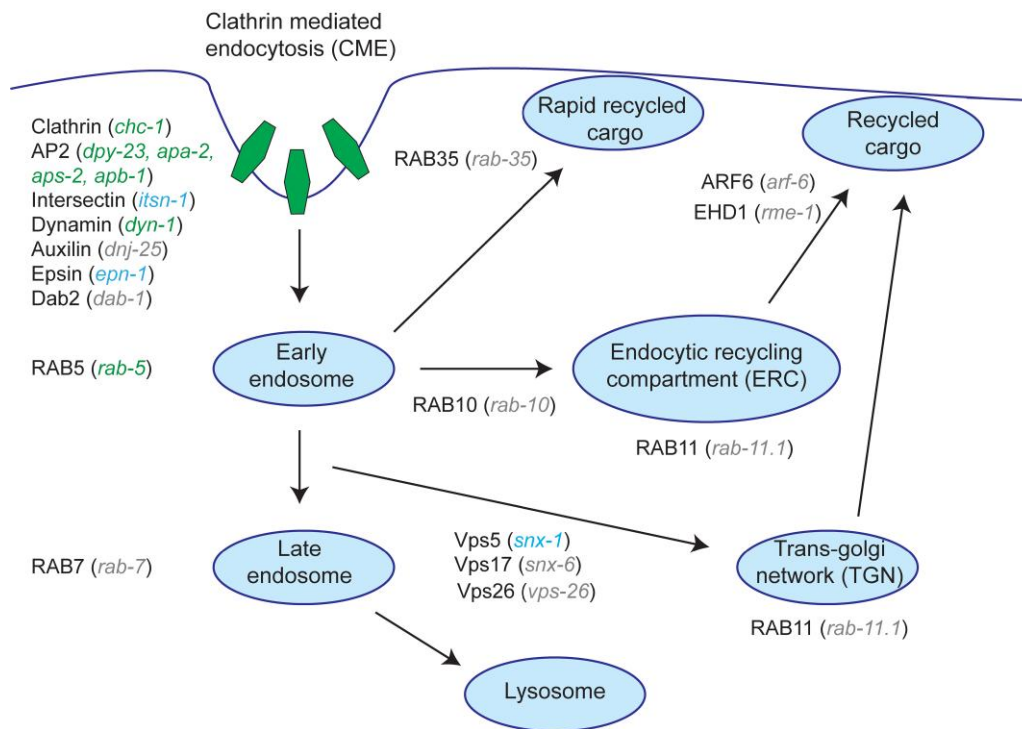 Clathrin mediated
endocytosis (CME)
Clathrin (chc-1)
AP2 (dpy-23, apa-2,
aps-2, apb-1)
Intersectin (itsn-1)
Dynamin (dyn-1)
Auxilin (dnj-25)
Epsin (epn-1)
Dab2 (dab-1)
RAB35 (rab-35)
Rapid recycled
cargo
Recycled
cargo
ARF6 (arf-6)
EHD1 (rme-1)
RAB5 (rab-5)
Early
endosome
RAB10 (rab-10)
Endocytic recycling
compartment (ERC)
RAB11 (rab-11.1)
RAB7 (rab-7)
Late
endosome
Vps5 (snx-1)
Vps17 (snx-6)
Vps26 (vps-26)
Trans-golgi
network (TGN)
RAB11 (rab-11.1)
Lysosome